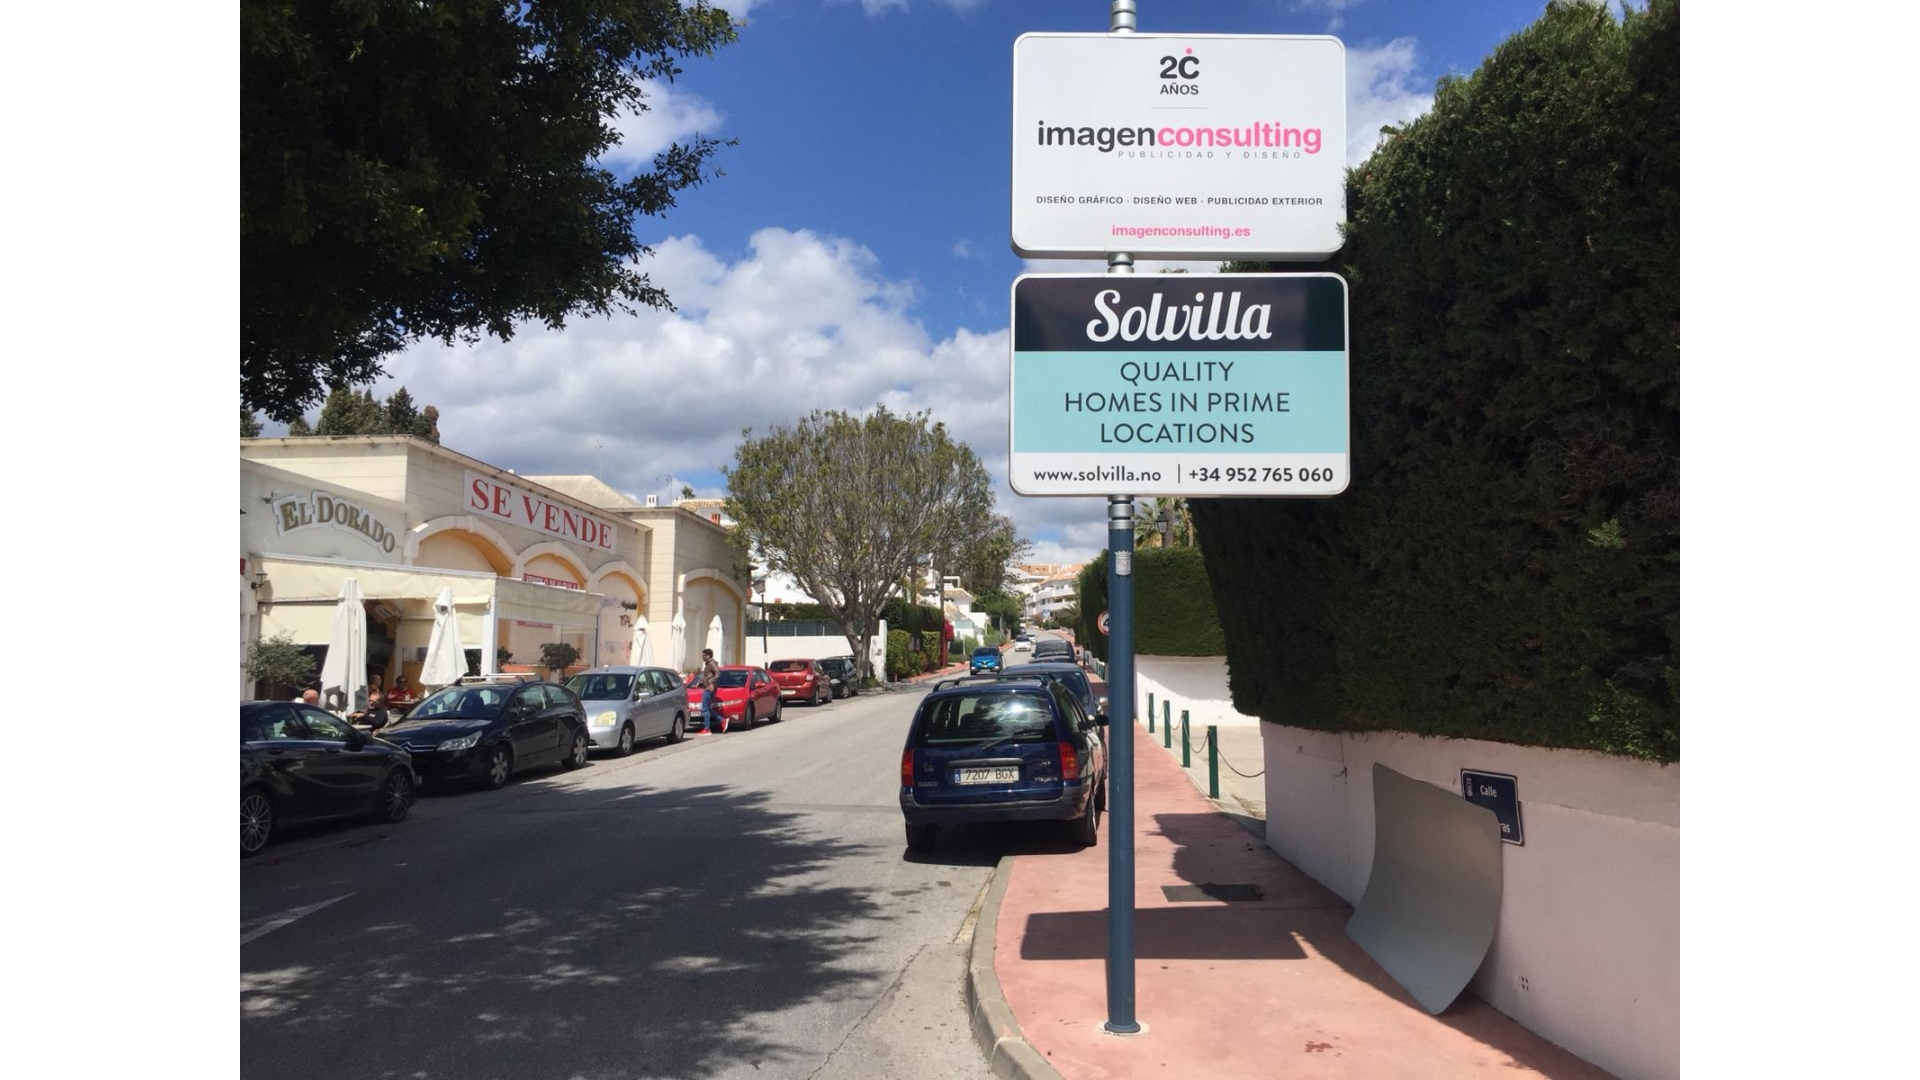 2C
AÑOS
imagenconsulting
PUBLICIDAD Y DISEÑO
DISEÑO GRÁFICO · DISEÑO WEB · PUBLICIDAD EXTERIOR
imagenconsulting.es
Solvilla
QUALITY
HOMES IN PRIME
LOCATIONS
www.solvilla.no | +34 952 765 060
EL DORADO
SE VENDE
7207 BGX
Calle